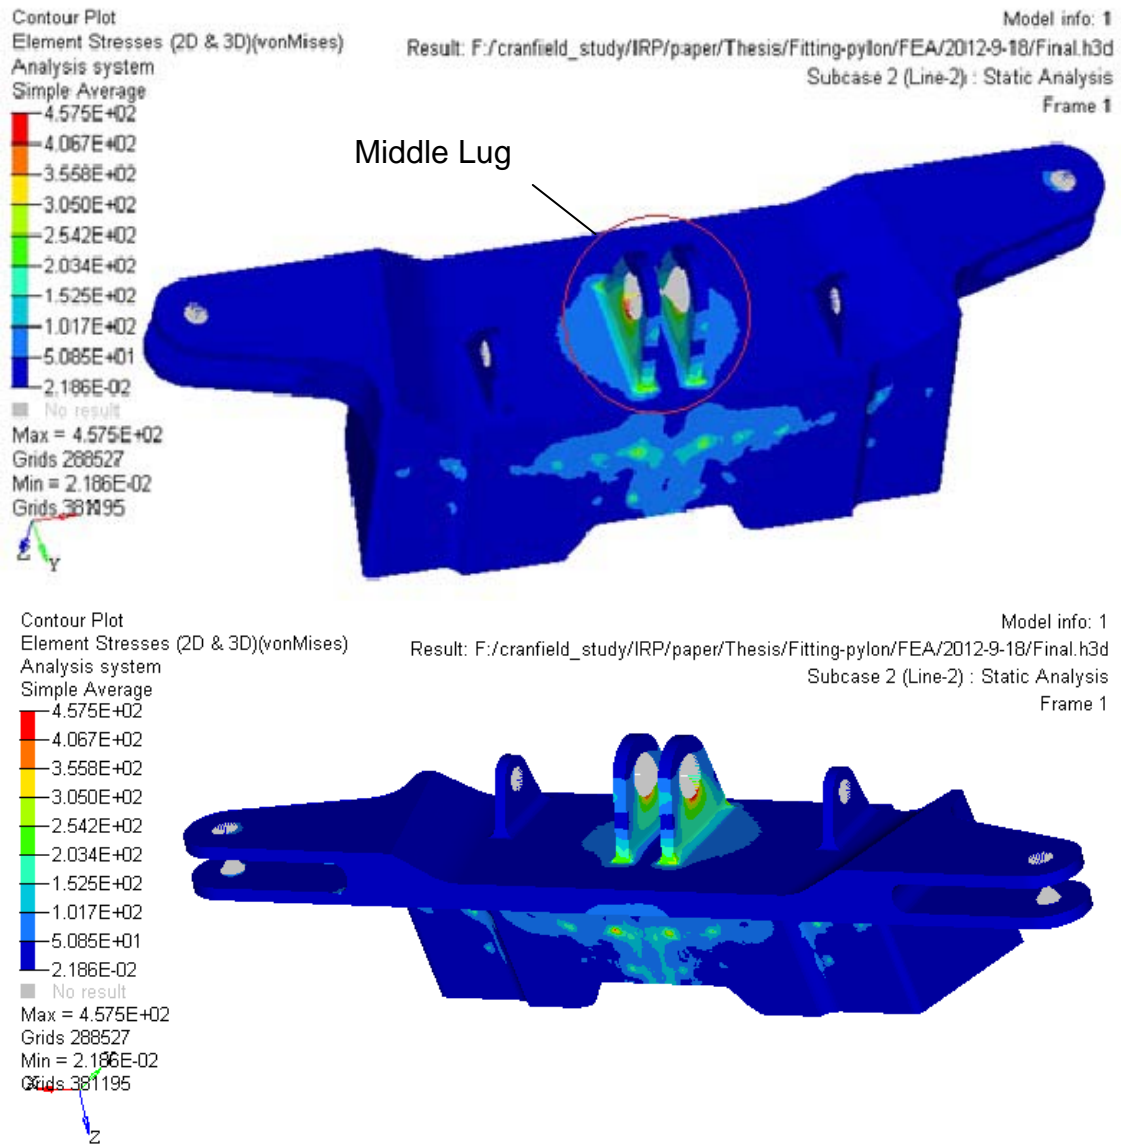 Contour Plot
Element Stresses (2D & 3D)(vonMises)
Analysis system
Simple Average
Model info: 1
Result: F:/cranfield_study/IRP/paper/Thesis/Fitting-pylon/FEA/2012-9-18/Final.h3d
Subcase 2 (Line-2) : Static Analysis
Frame 1
4.575E+02
4.067E+02
3.558E+02
3.050E+02
2.542E+02
2.034E+02
1.525E+02
1.017E+02
5.085E+01
2.186E-02
No result
Max = 4.575E+02
Grids 288527
Min = 2.186E-02
Grids 381195
X
Z
Y
Middle Lug
Contour Plot
Element Stresses (2D & 3D)(vonMises)
Analysis system
Simple Average
Model info: 1
Result: F:/cranfield_study/IRP/paper/Thesis/Fitting-pylon/FEA/2012-9-18/Final.h3d
Subcase 2 (Line-2) : Static Analysis
Frame 1
4.575E+02
4.067E+02
3.558E+02
3.050E+02
2.542E+02
2.034E+02
1.525E+02
1.017E+02
5.085E+01
2.186E-02
No result
Max = 4.575E+02
Grids 288527
Min = 2.186E-02
Grids 381195
X
Y
Z